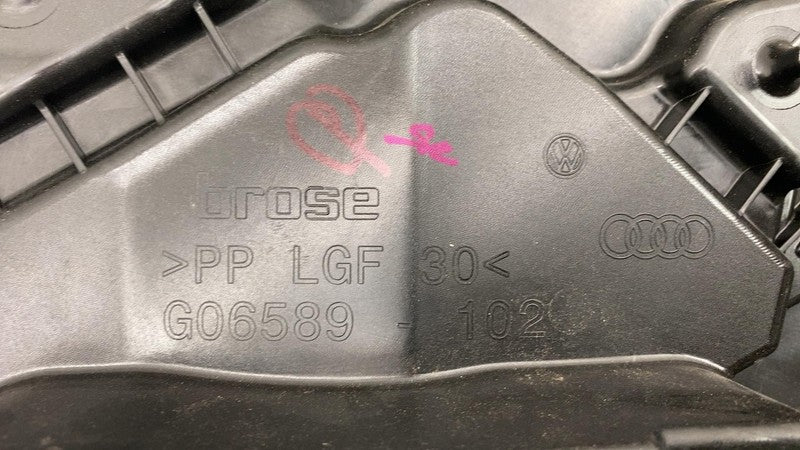 brose
>PP LGF 30<
G06589 - 102